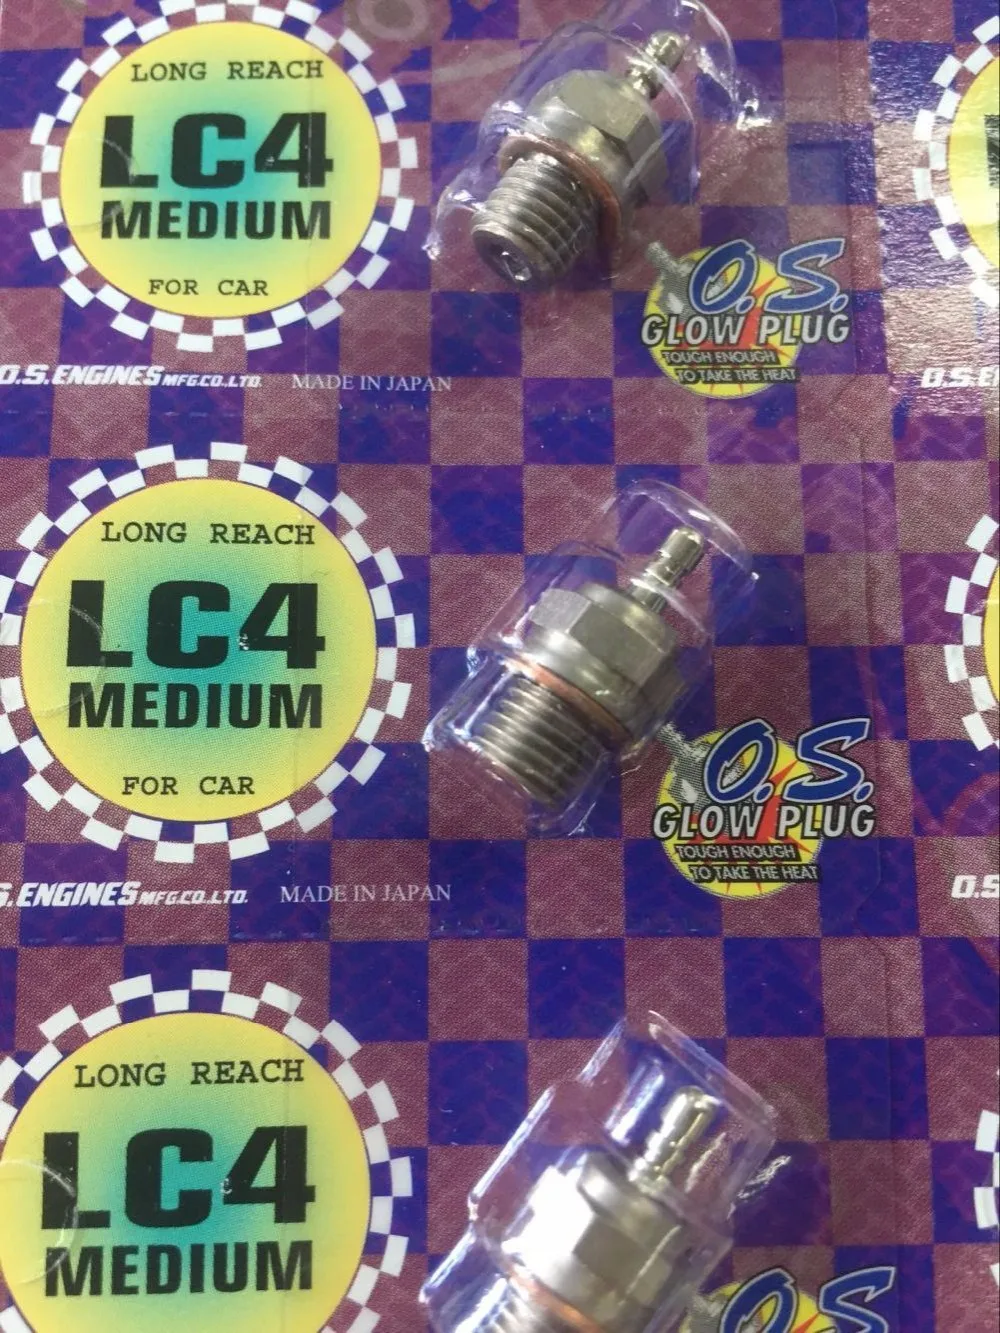 LONG REACH
LC4
MEDIUM
FOR CAR
O.S.
GLOW PLUG
TOUGH ENOUGH
TO TAKE THE HEAT
O.S.ENGINES MFG.CO.LTD. MADE IN JAPAN
O.S.E
LONG REACH
LC4
MEDIUM
FOR CAR
O.S.
GLOW PLUG
TOUGH ENOUGH
TO TAKE THE HEAT
S.ENGINES MFG.CO.LTD. MADE IN JAPAN
O.S
LONG REACH
LC4
MEDIUM
O.S.